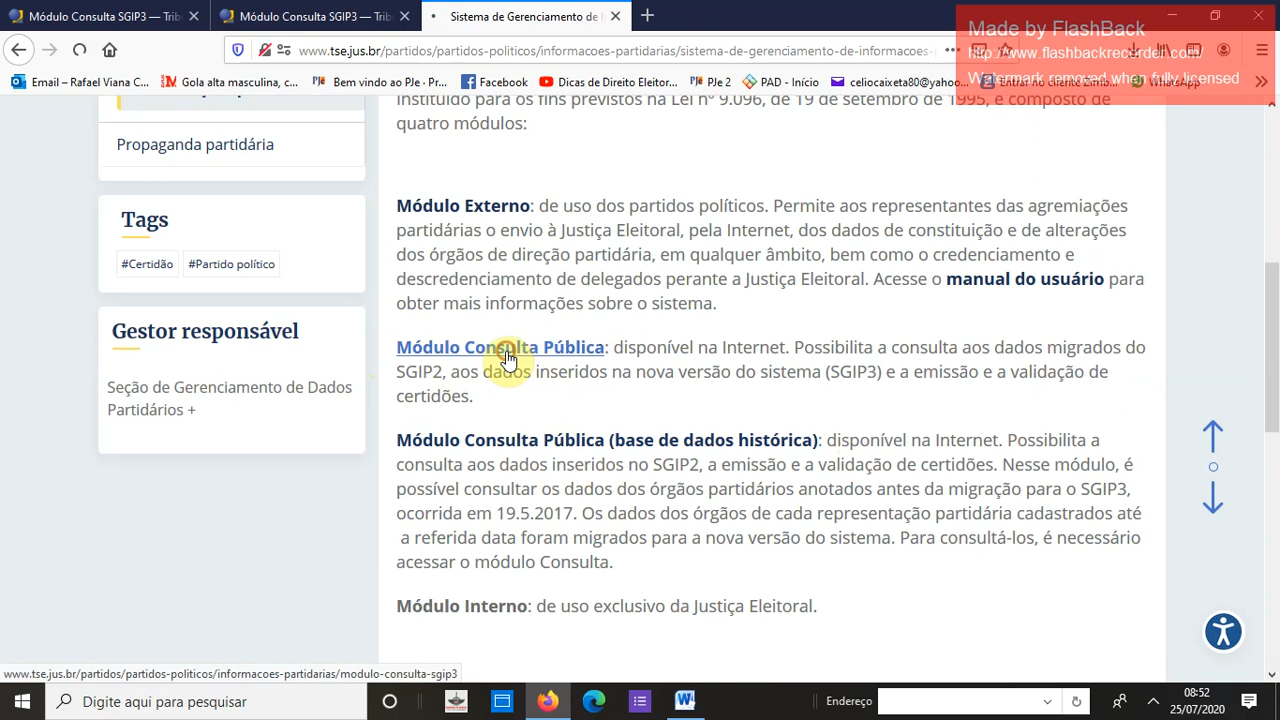 Módulo Consulta SGIP3 — Trib
Módulo Consulta SGIP3 — Trib
Sistema de Gerenciamento de I
Made by FlashBack
http://www.flashbackrecorder.com/
Watermark removed when fully licensed
www.tse.jus.br/partidos/partidos-politicos/informacoes-partidarias/sistema-de-gerenciamento-de-informacoes-
Email – Rafael Viana C...
Gola alta masculina, c...
Bem vindo ao PJe · Pr...
Facebook
Dicas de Direito Eleitor...
PJe 2
PAD - Início
celiocaixeta80@yahoo...
Entrar no cliente Zimb...
WhatsApp
Instituído para os fins previstos na Lei nº 9.096, de 19 de setembro de 1995, é composto de
quatro módulos:
Propaganda partidária
Tags
#Certidão
#Partido político
Gestor responsável
Seção de Gerenciamento de Dados
Partidários +
Módulo Externo: de uso dos partidos políticos. Permite aos representantes das agremiações
partidárias o envio à Justiça Eleitoral, pela Internet, dos dados de constituição e de alterações
dos órgãos de direção partidária, em qualquer âmbito, bem como o credenciamento e
descredenciamento de delegados perante a Justiça Eleitoral. Acesse o manual do usuário para
obter mais informações sobre o sistema.
Módulo Consulta Pública: disponível na Internet. Possibilita a consulta aos dados migrados do
SGIP2, aos dados inseridos na nova versão do sistema (SGIP3) e a emissão e a validação de
certidões.
Módulo Consulta Pública (base de dados histórica): disponível na Internet. Possibilita a
consulta aos dados inseridos no SGIP2, a emissão e a validação de certidões. Nesse módulo, é
possível consultar os dados dos órgãos partidários anotados antes da migração para o SGIP3,
ocorrida em 19.5.2017. Os dados dos órgãos de cada representação partidária cadastrados até
a referida data foram migrados para a nova versão do sistema. Para consultá-los, é necessário
acessar o módulo Consulta.
Módulo Interno: de uso exclusivo da Justiça Eleitoral.
www.tse.jus.br/partidos/partidos-politicos/informacoes-partidarias/modulo-consulta-sgip3
Digite aqui para pesquisar
Endereço
08:52
25/07/2020